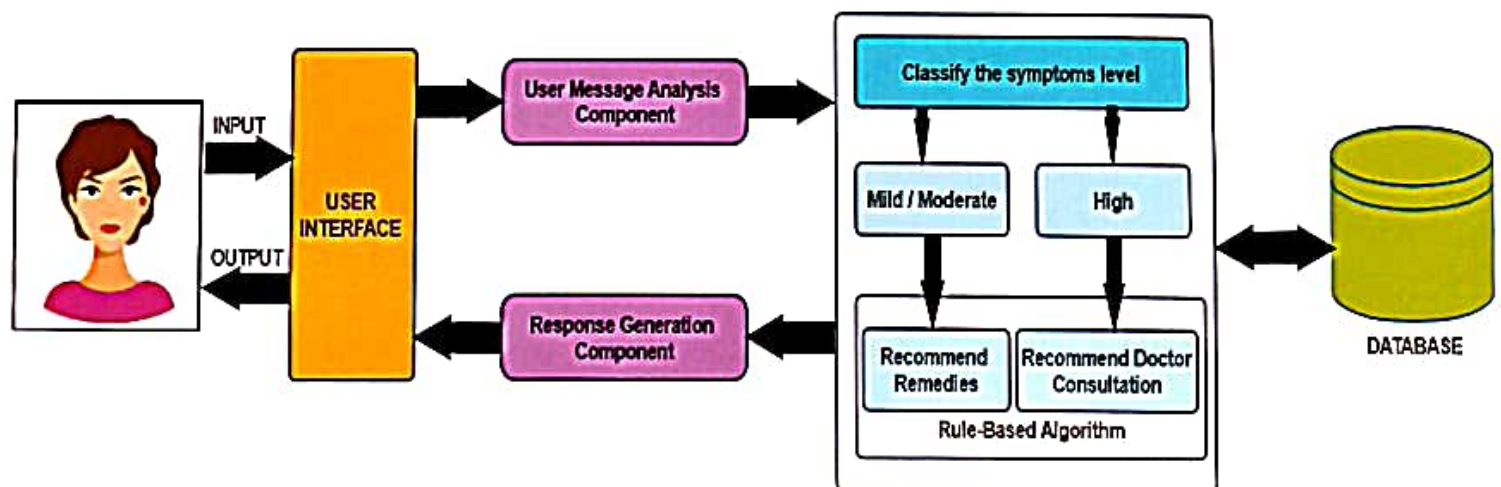 INPUT
OUTPUT
USER
INTERFACE
User Message Analysis
Component
Response Generation
Component
Classify the symptoms level
Mild / Moderate
High
Recommend
Remedies
Recommend Doctor
Consultation
Rule-Based Algorithm
DATABASE